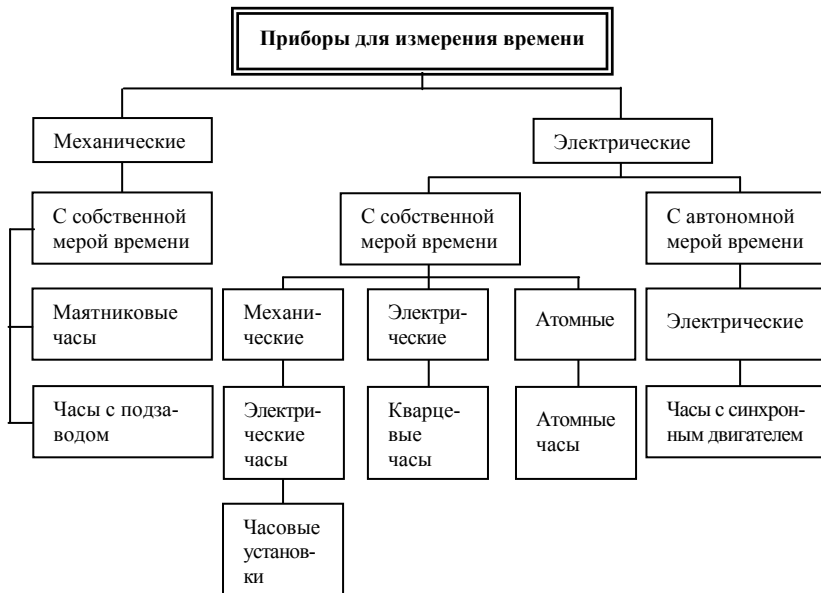 Приборы для измерения времени
Механические
Электрические
С собственной
мерой времени
С собственной
мерой времени
С автономной
мерой времени
Маятниковые
часы
Механи-
ческие
Электри-
ческие
Атомные
Электрические
Часы с подза-
водом
Электри-
ческие
часы
Кварце-
вые
часы
Атомные
часы
Часы с синхрон-
ным двигателем
Часовые
установ-
ки